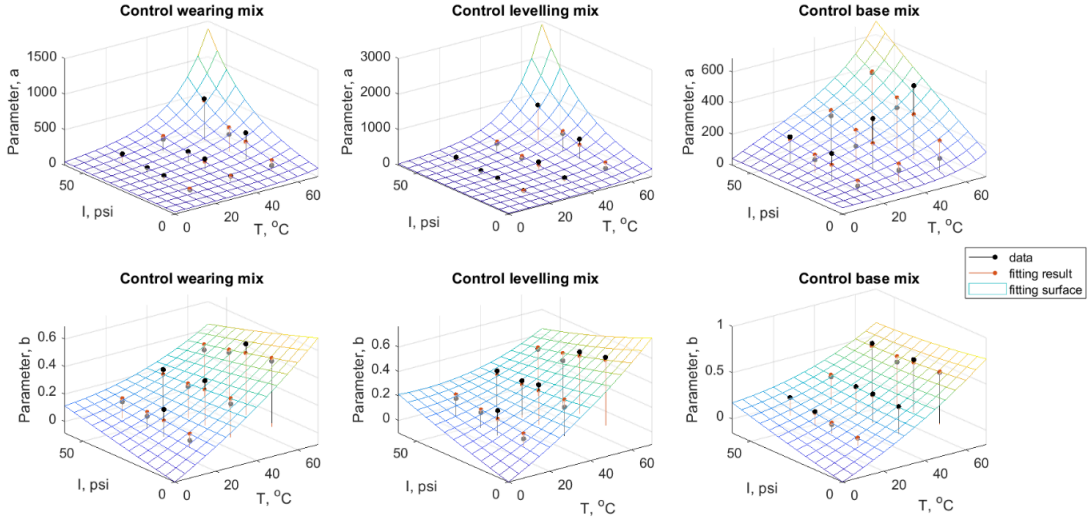 Control wearing mix
1500
1000
500
0
Parameter, a
50
0
I, psi
0
20
40
60
T, °C
Control levelling mix
3000
2000
1000
0
Parameter, a
50
0
I, psi
0
20
40
60
T, °C
Control base mix
600
400
200
0
Parameter, a
50
0
I, psi
0
20
40
60
T, °C
data
fitting result
fitting surface
Control wearing mix
0.6
0.4
0.2
0
Parameter, b
50
0
I, psi
0
20
40
60
T, °C
Control levelling mix
0.6
0.4
0.2
0
Parameter, b
50
0
I, psi
0
20
40
60
T, °C
Control base mix
1
0.5
0
Parameter, b
50
0
I, psi
0
20
40
60
T, °C